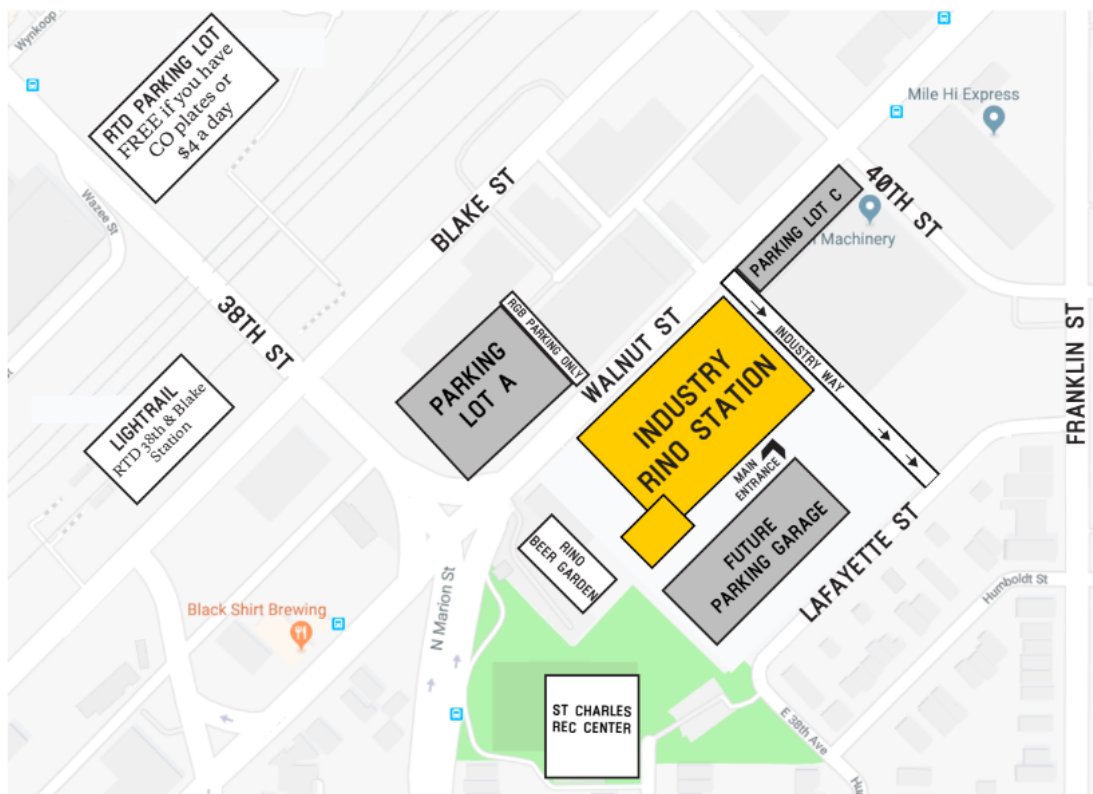 Wynkoop
RTD PARKING LOT
FREE if you have
CO plates or
$4 a day
Mile Hi Express
Wazee St
BLAKE ST
40TH ST
PARKING LOT C
Machinery
38TH ST
RGB PARKING ONLY
WALNUT ST
INDUSTRY WAY
FRANKLIN ST
PARKING
LOT A
INDUSTRY
RINO STATION
LIGHTRAIL
RTD 38th & Blake
Station
MAIN
ENTRANCE
FUTURE
PARKING GARAGE
LAFAYETTE ST
RINO
BEER GARDEN
Humboldt St
N Marion St
Black Shirt Brewing
ST CHARLES
REC CENTER
E 38th Ave